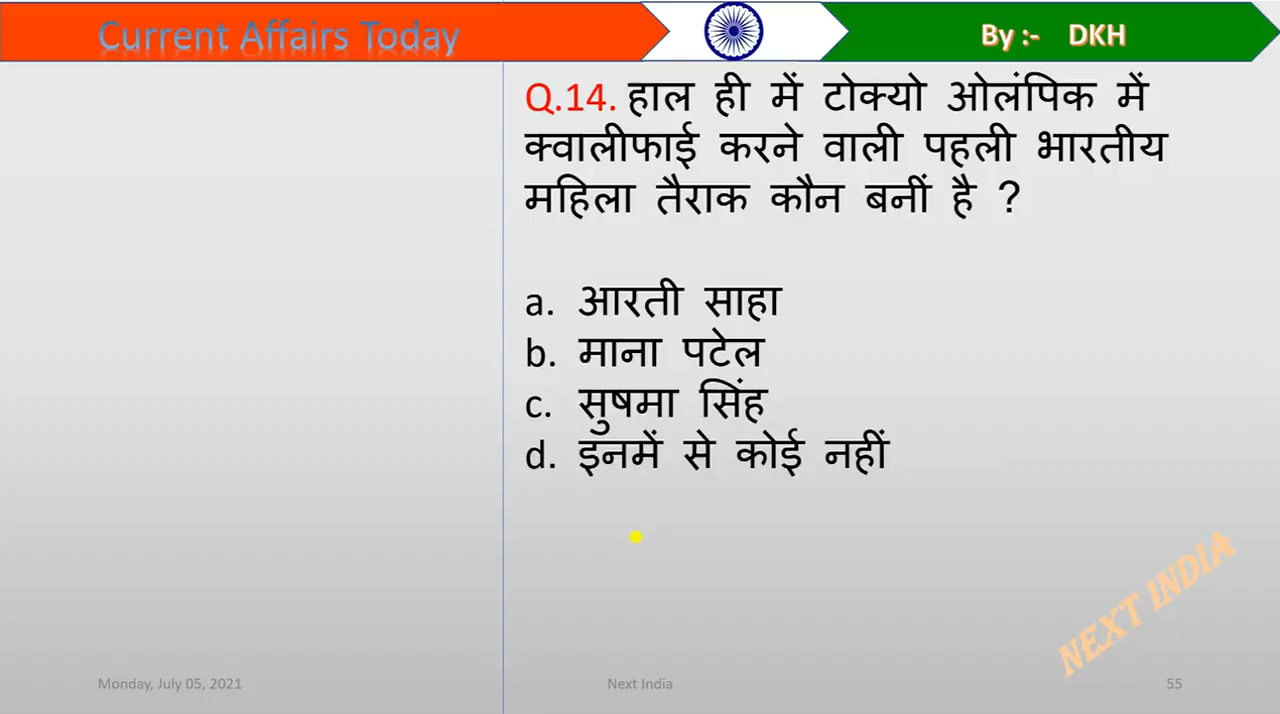 Current Affairs Today
By :- DKH
Q.14. हाल ही में टोक्यो ओलंपिक में
क्वालीफाई करने वाली पहली भारतीय
महिला तैराक कौन बनीं है ?
a. आरती साहा
b. माना पटेल
c. सुषमा सिंह
d. इनमें से कोई नहीं
NEXT INDIA
Monday, July 05, 2021
Next India
55